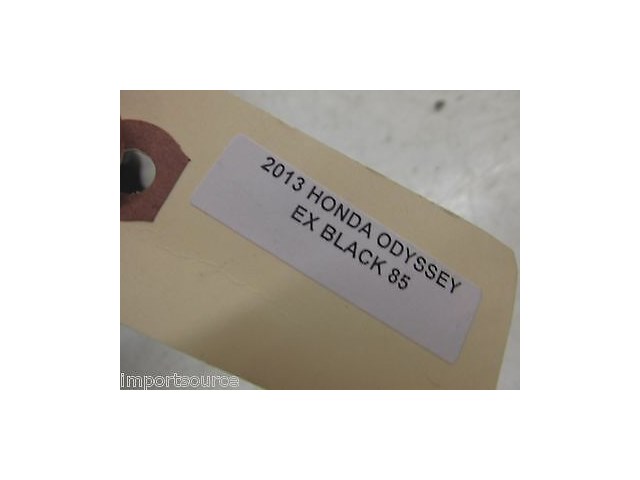 2013 HONDA ODYSSEY
EX BLACK 85
importsource